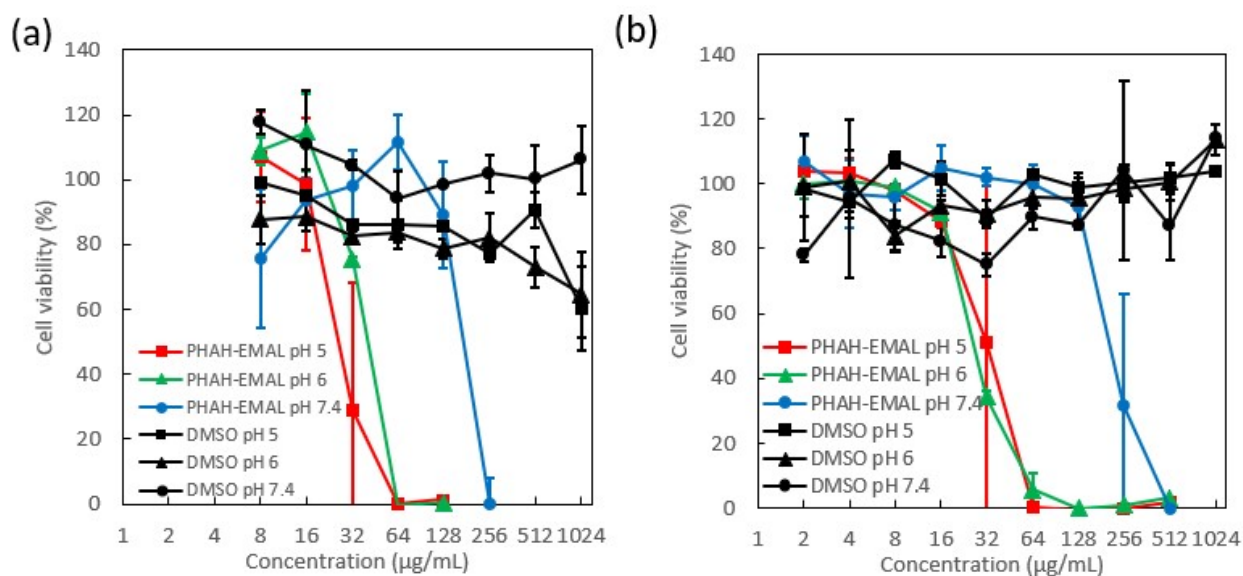 (a)
140
120
100
80
60
40
20
0
Cell viability (%)
PHAH-EMAL pH 5
PHAH-EMAL pH 6
PHAH-EMAL pH 7.4
DMSO pH 5
DMSO pH 6
DMSO pH 7.4
1 2 4 8 16 32 64 128 256 512 1024
Concentration (µg/mL)
(b)
140
120
100
80
60
40
20
0
Cell viability (%)
PHAH-EMAL pH 5
PHAH-EMAL pH 6
PHAH-EMAL pH 7.4
DMSO pH 5
DMSO pH 6
DMSO pH 7.4
1 2 4 8 16 32 64 128 256 512 1024
Concentration (µg/mL)